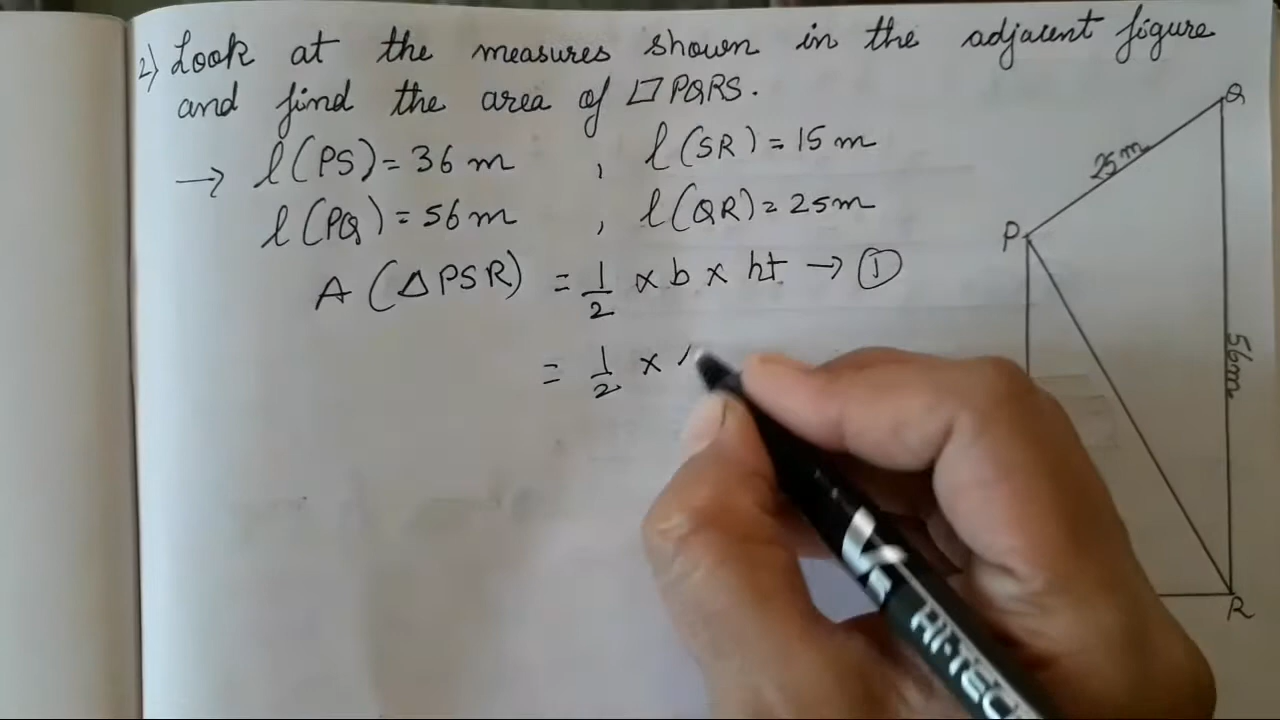 2) Look at the measures shown in the adjacent figure
and find the area of □PQRS.
→ l(PS) = 36 m , l(SR) = 15 m
l(PQ) = 56 m , l(QR) = 25 m
A (△PSR) = 1/2 × b × ht → ①
= 1/2 ×
Q
25m
P
56m
R
HI-TEC